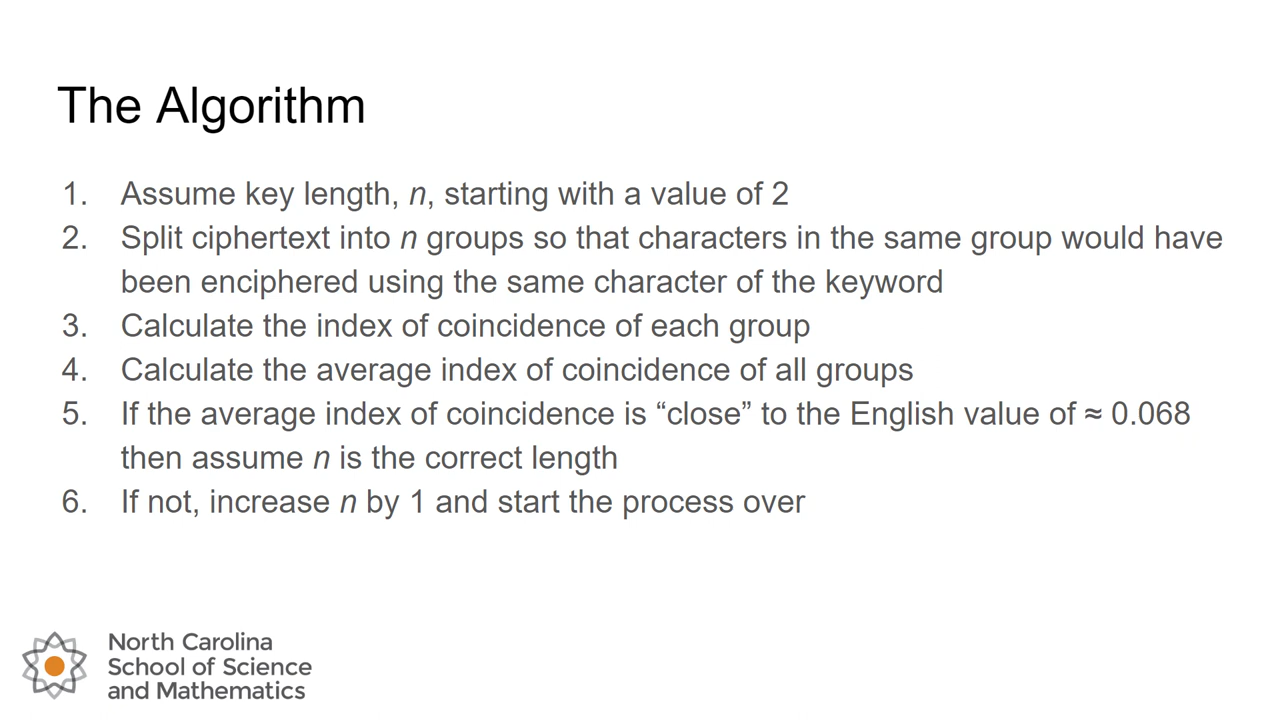 The Algorithm
1. Assume key length, n, starting with a value of 2
2. Split ciphertext into n groups so that characters in the same group would have
been enciphered using the same character of the keyword
3. Calculate the index of coincidence of each group
4. Calculate the average index of coincidence of all groups
5. If the average index of coincidence is “close” to the English value of ≈ 0.068
then assume n is the correct length
6. If not, increase n by 1 and start the process over
North Carolina
School of Science
and Mathematics